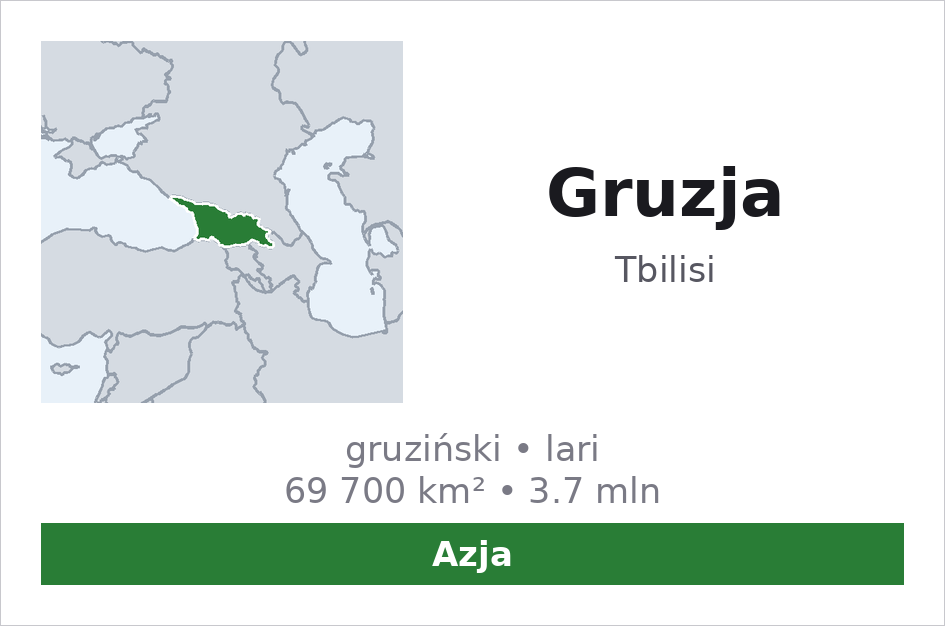 Gruzja
Tbilisi
gruziński • lari
69 700 km² • 3.7 mln
Azja